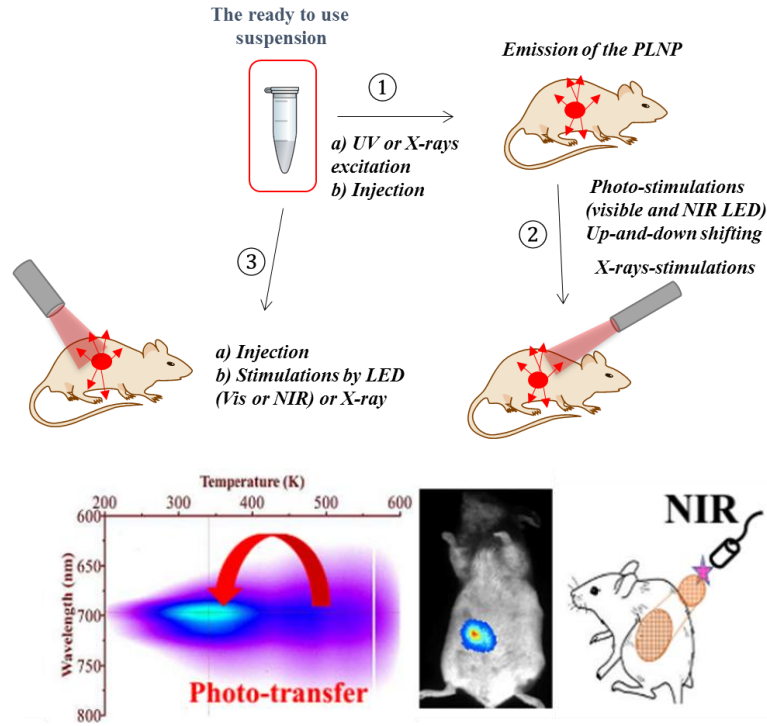 The ready to use
suspension
①
a) UV or X-rays
excitation
b) Injection
Emission of the PLNP
②
Photo-stimulations
(visible and NIR LED)
Up-and-down shifting
X-rays-stimulations
③
a) Injection
b) Stimulations by LED
(Vis or NIR) or X-ray
Temperature (K)
200 300 400 500 600
Wavelength (nm)
600
650
700
750
800
Photo-transfer
NIR